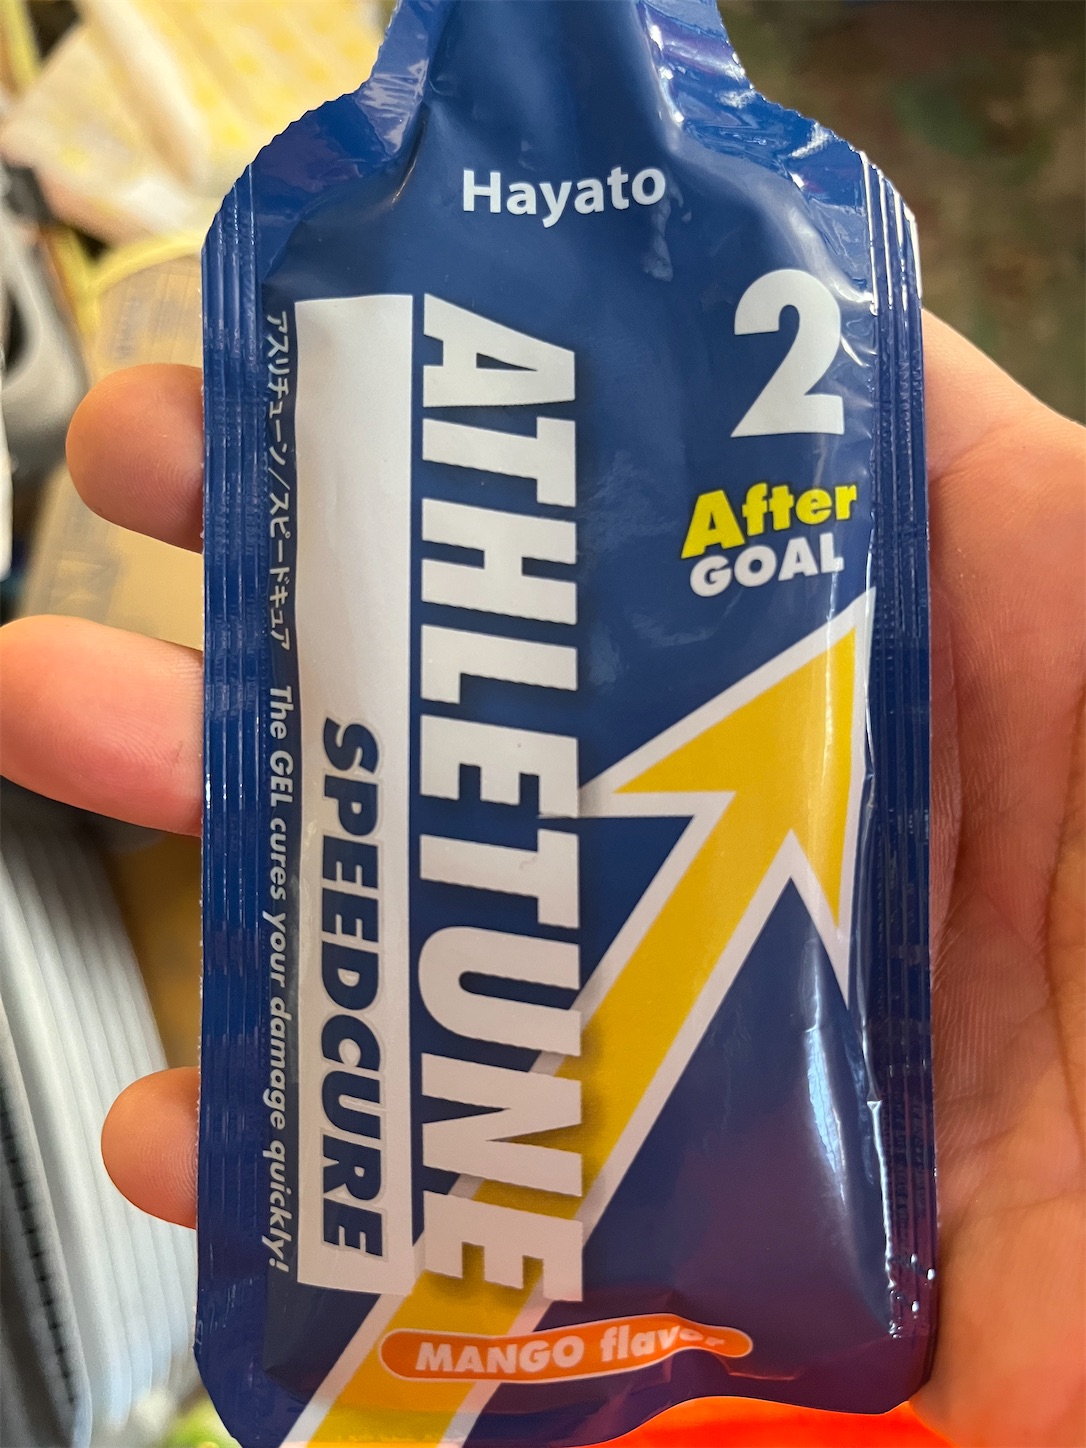 Hayato
2
After
GOAL
ATHLETUNE
SPEEDCURE
アスリチューン/スピードキュア The GEL cures your damage quickly!
MANGO flavor